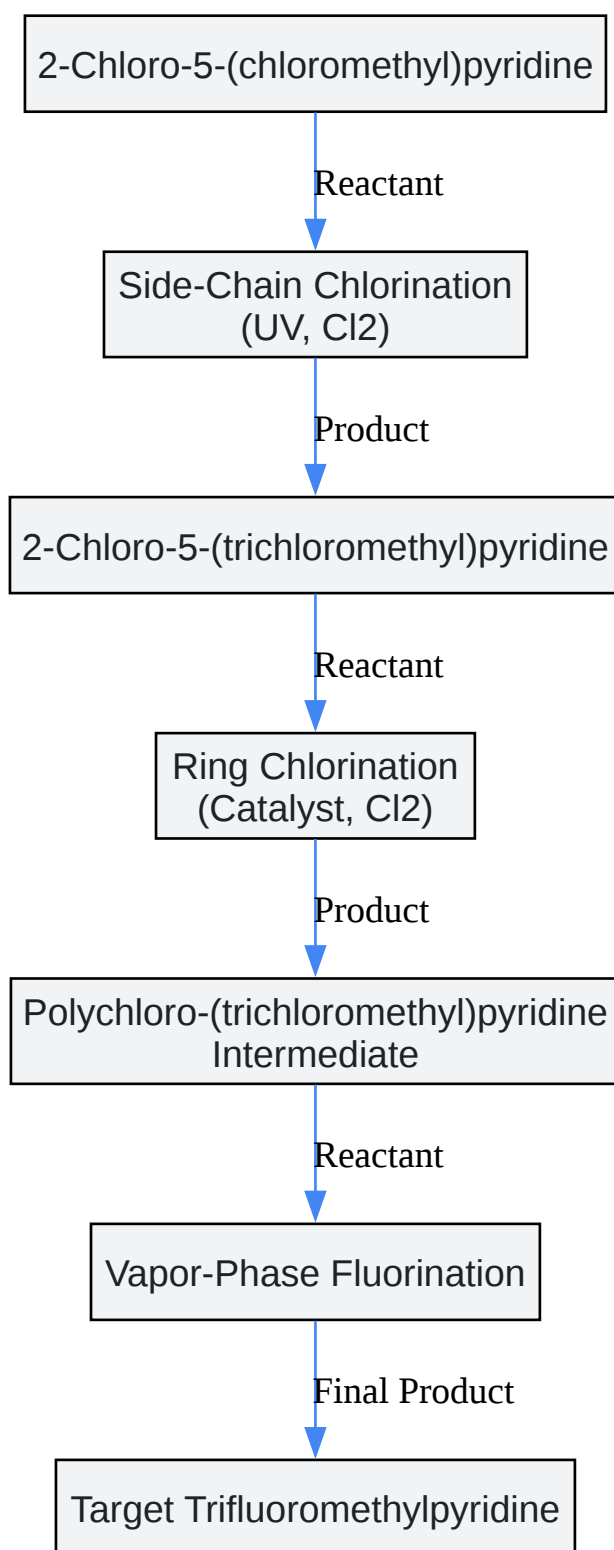 2-Chloro-5-(chloromethyl)pyridine
Reactant
Side-Chain Chlorination
(UV, Cl2)
Product
2-Chloro-5-(trichloromethyl)pyridine
Reactant
Ring Chlorination
(Catalyst, Cl2)
Product
Polychloro-(trichloromethyl)pyridine
Intermediate
Reactant
Vapor-Phase Fluorination
Final Product
Target Trifluoromethylpyridine